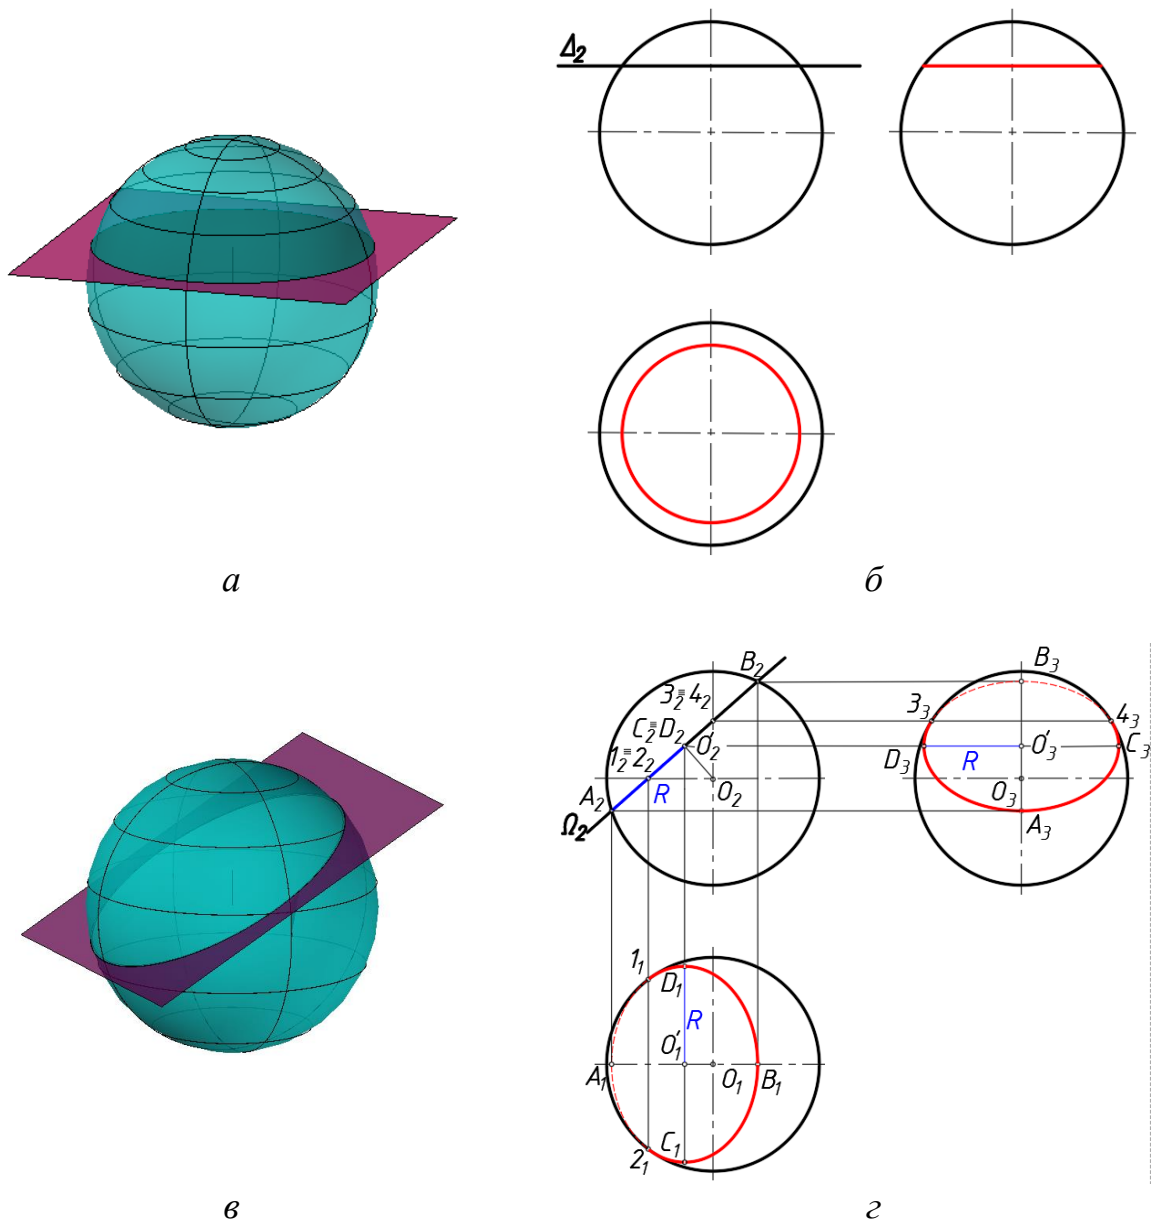 Δ₂
а
б
B₂
B₃
3₂≡4₂
3₃
4₃
C₂≡D₂
O′₂
O′₃
C₃
1₂≡2₂
D₃
R
R
A₂
O₂
O₃
Ω₂
A₃
1₁
D₁
R
O′₁
A₁
O₁
B₁
C₁
2₁
в
г